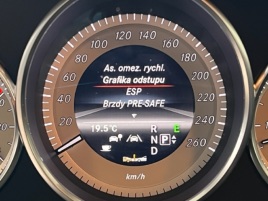 As. omez. rychl.
Grafika odstupu
ESP
Brzdy PRE-SAFE
19.5°C
R
N
D
P
E
20
40
60
80
100
120
140
160
180
200
220
240
260
km/h